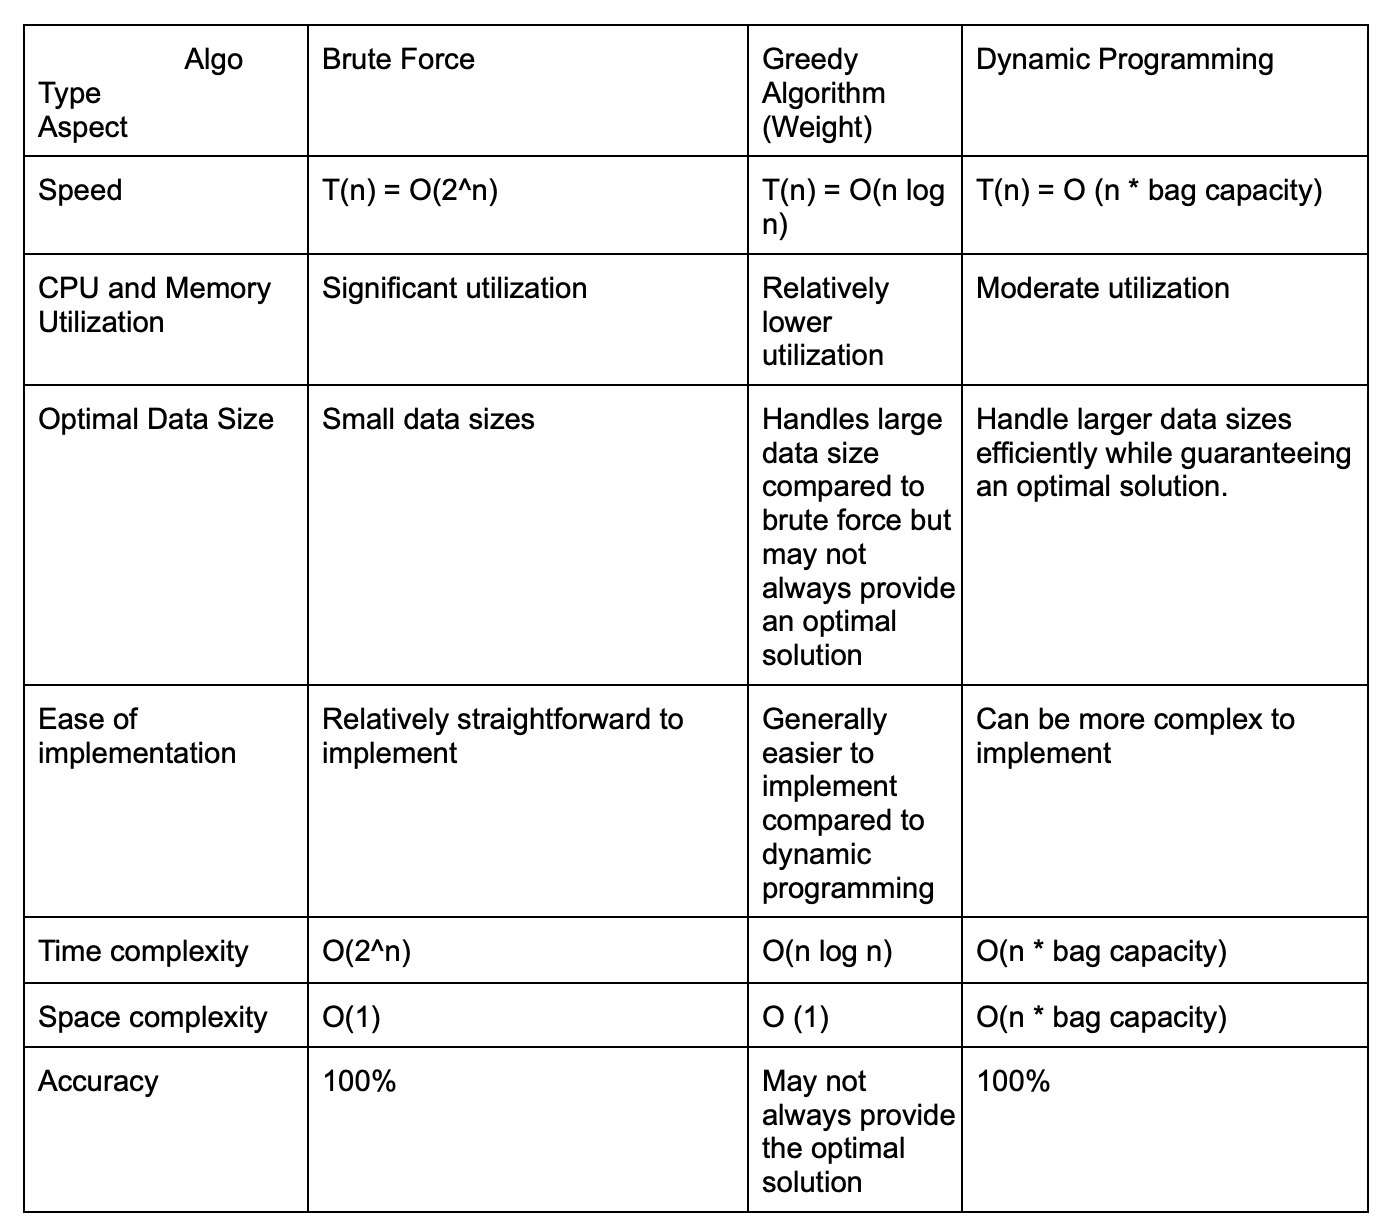 Algo
Type
Aspect
Brute Force
Greedy
Algorithm
(Weight)
Dynamic Programming
Speed
T(n) = O(2^n)
T(n) = O(n log
n)
T(n) = O (n * bag capacity)
CPU and Memory
Utilization
Significant utilization
Relatively
lower
utilization
Moderate utilization
Optimal Data Size
Small data sizes
Handles large
data size
compared to
brute force but
may not
always provide
an optimal
solution
Handle larger data sizes
efficiently while guaranteeing
an optimal solution.
Ease of
implementation
Relatively straightforward to
implement
Generally
easier to
implement
compared to
dynamic
programming
Can be more complex to
implement
Time complexity
O(2^n)
O(n log n)
O(n * bag capacity)
Space complexity
O(1)
O (1)
O(n * bag capacity)
Accuracy
100%
May not
always provide
the optimal
solution
100%